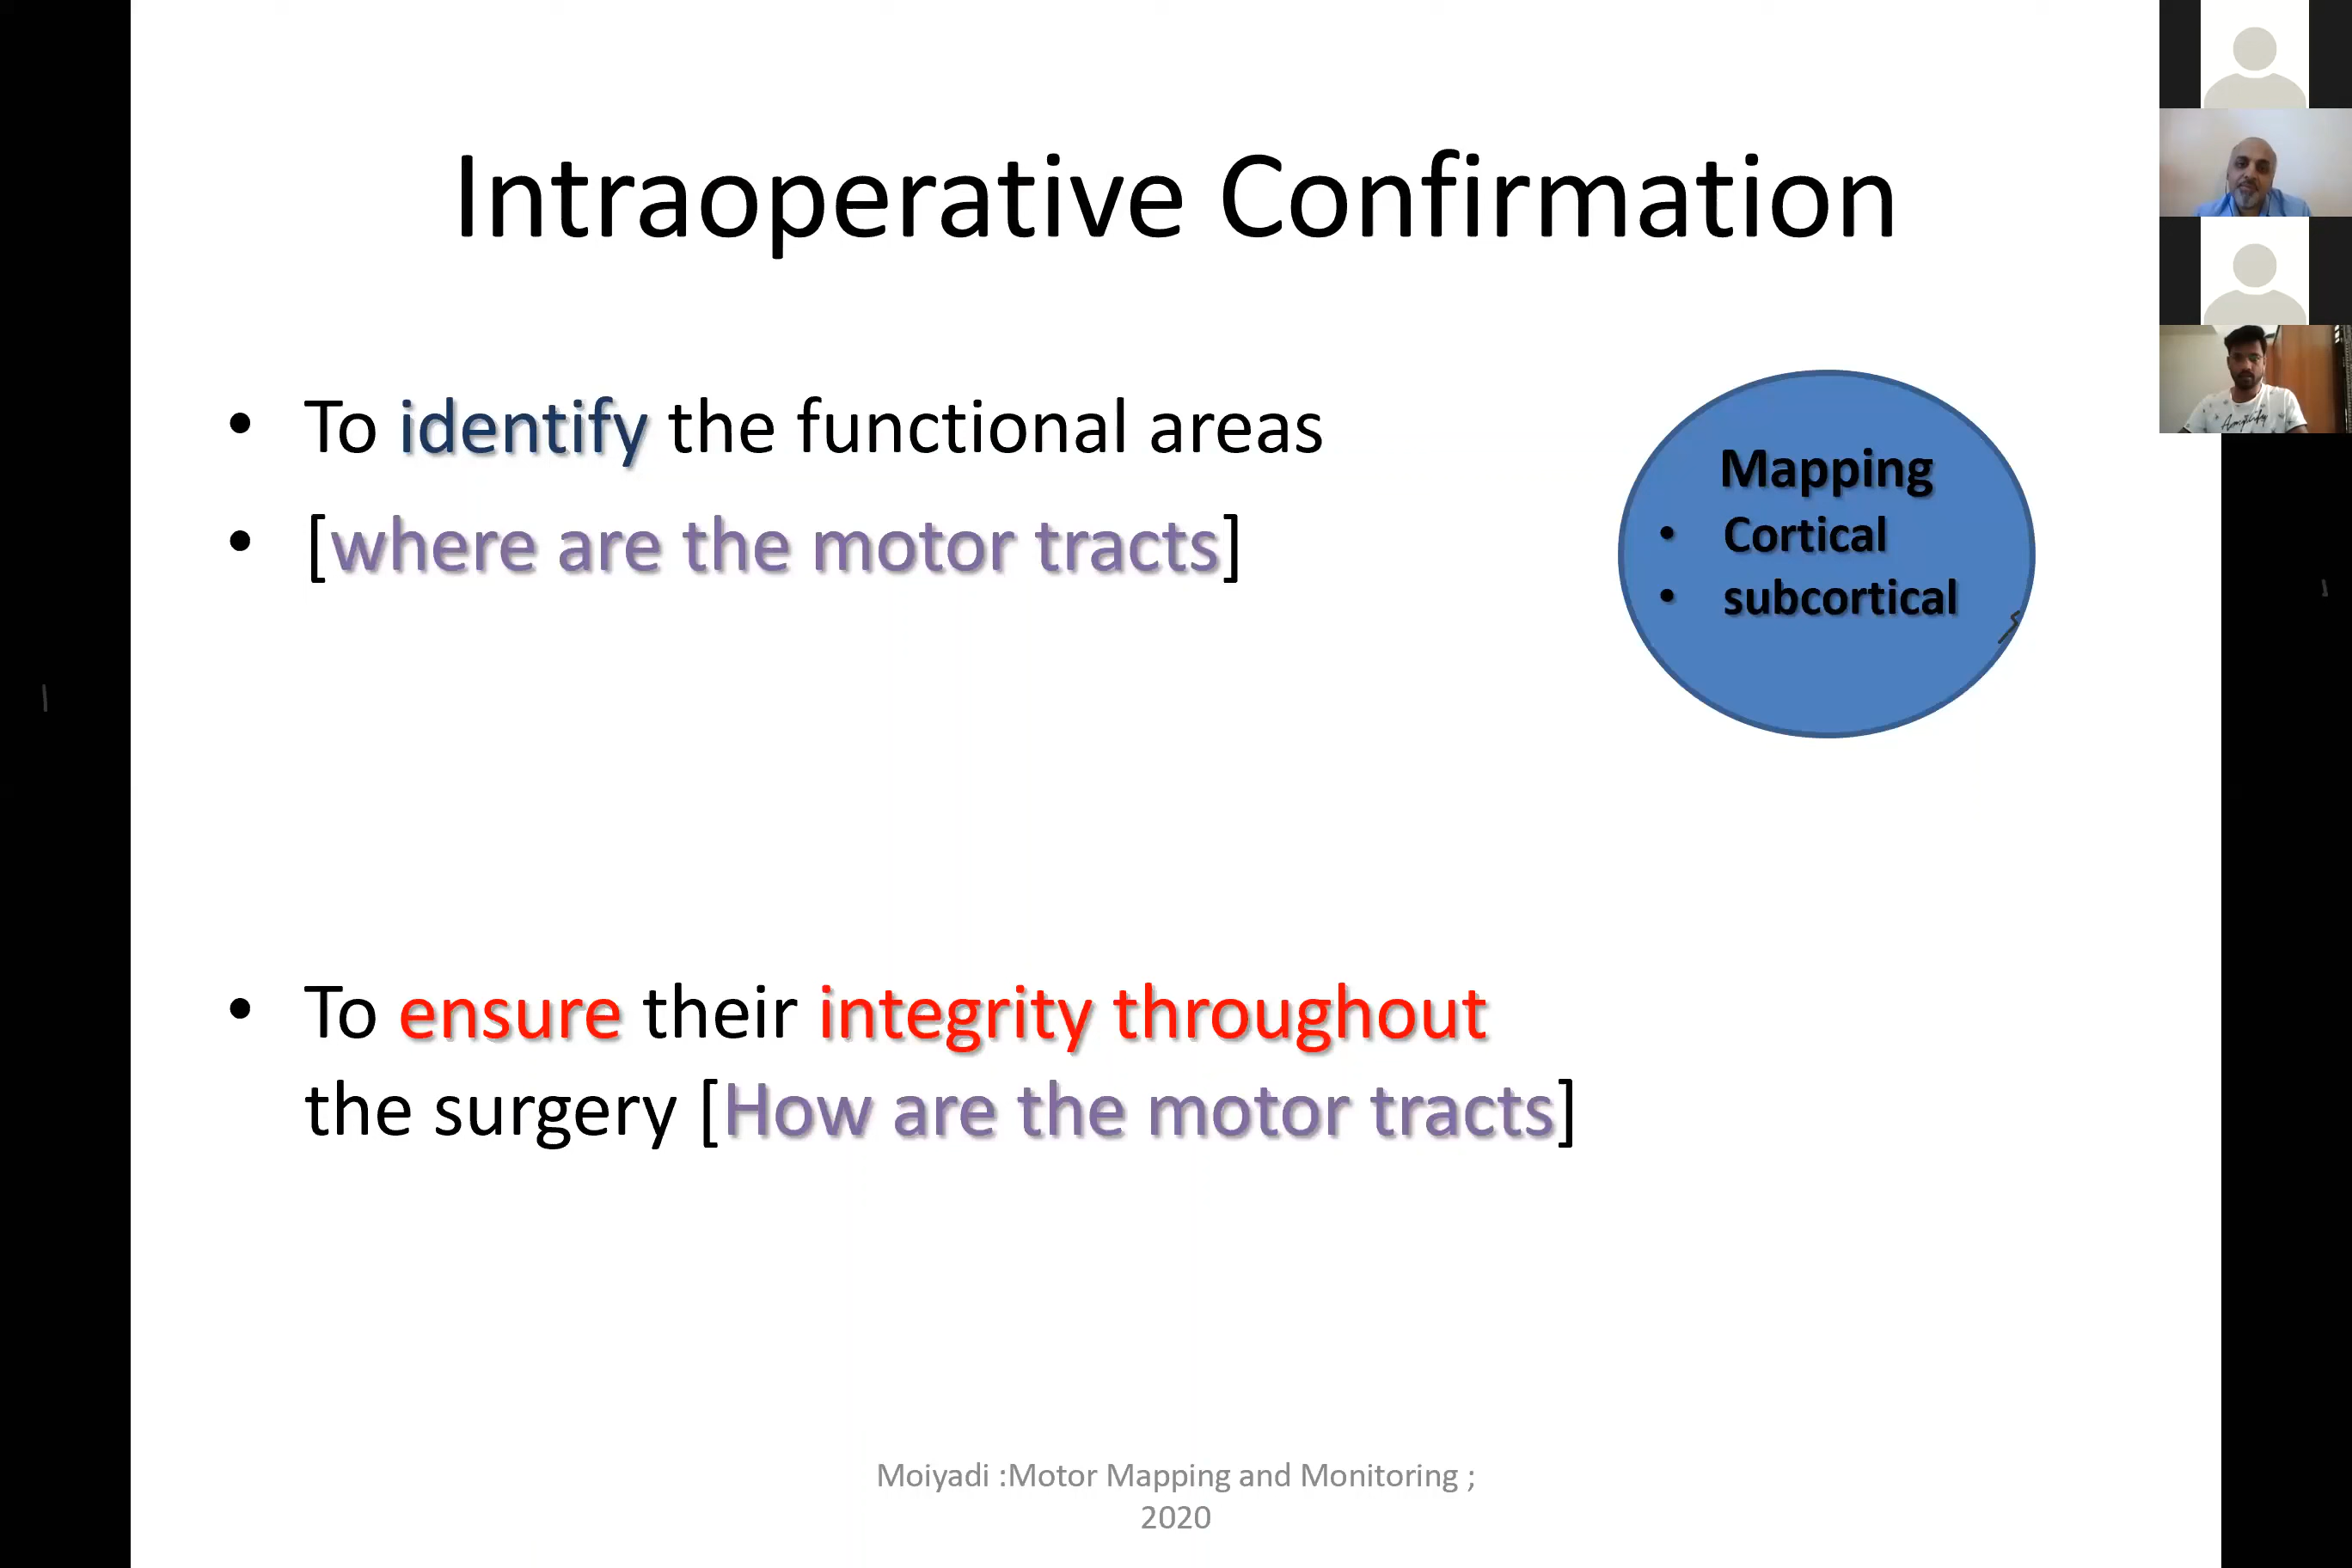 Intraoperative Confirmation
• To identify the functional areas
• [where are the motor tracts]
Mapping
• Cortical
• subcortical
• To ensure their integrity throughout
the surgery [How are the motor tracts]
Moiyadi :Motor Mapping and Monitoring ;
2020